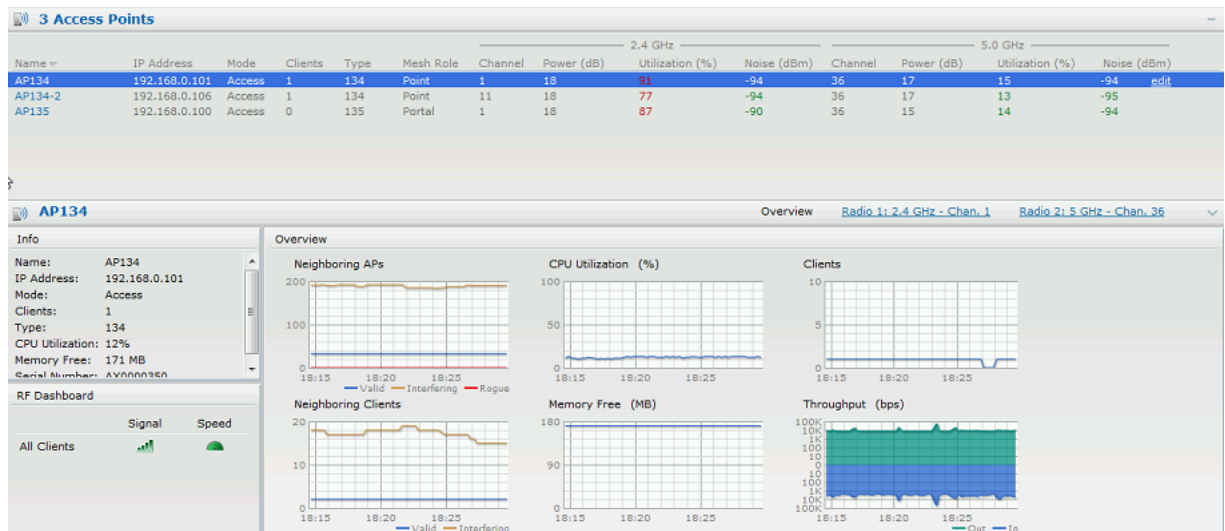 3 Access Points
2.4 GHz 5.0 GHz
Name IP Address Mode Clients Type Mesh Role Channel Power (dB) Utilization (%) Noise (dBm) Channel Power (dB) Utilization (%) Noise (dBm)
AP134 192.168.0.101 Access 1 134 Point 1 18 91 -94 36 17 15 -94 edit
AP134-2 192.168.0.106 Access 1 134 Point 11 18 77 -94 36 17 13 -95
AP135 192.168.0.100 Access 0 135 Portal 1 18 87 -90 36 15 14 -94
AP134 Overview Radio 1: 2.4 GHz - Chan. 1 Radio 2: 5 GHz - Chan. 36
Info
Name: AP134
IP Address: 192.168.0.101
Mode: Access
Clients: 1
Type: 134
CPU Utilization: 12%
Memory Free: 171 MB
Serial Number: AX0000350
RF Dashboard
Signal Speed
All Clients
Overview
Neighboring APs
200
100
0
18:15 18:20 18:25
Valid Interfering Rogue
CPU Utilization (%)
100
50
0
18:15 18:20 18:25
Clients
10
5
0
18:15 18:20 18:25
Neighboring Clients
20
10
0
18:15 18:20 18:25
Valid Interfering
Memory Free (MB)
180
90
0
18:15 18:20 18:25
Throughput (bps)
100K
10K
1K
100
10
0
10
100
1K
10K
100K
18:15 18:20 18:25
Out In